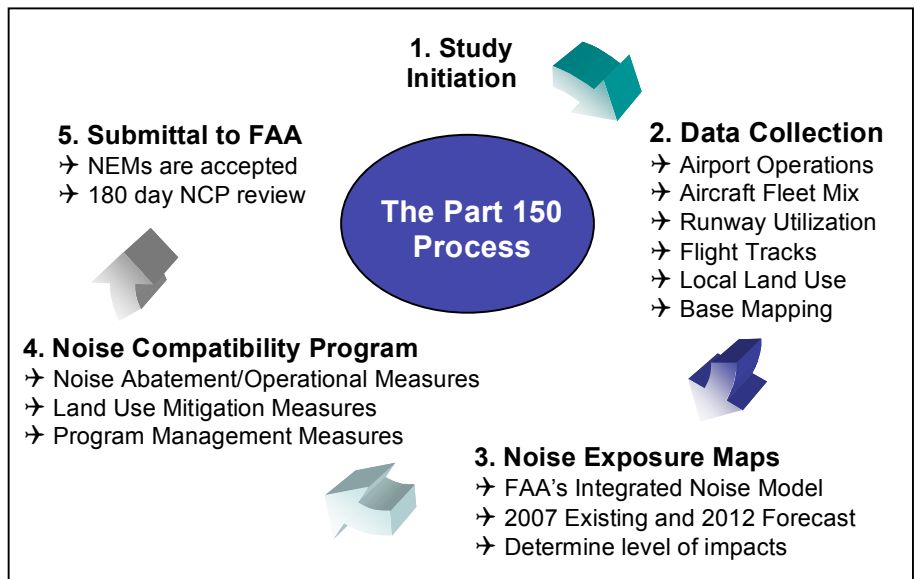 1. Study
Initiation
2. Data Collection
✈ Airport Operations
✈ Aircraft Fleet Mix
✈ Runway Utilization
✈ Flight Tracks
✈ Local Land Use
✈ Base Mapping
3. Noise Exposure Maps
✈ FAA's Integrated Noise Model
✈ 2007 Existing and 2012 Forecast
✈ Determine level of impacts
4. Noise Compatibility Program
✈ Noise Abatement/Operational Measures
✈ Land Use Mitigation Measures
✈ Program Management Measures
5. Submittal to FAA
✈ NEMs are accepted
✈ 180 day NCP review
The Part 150
Process